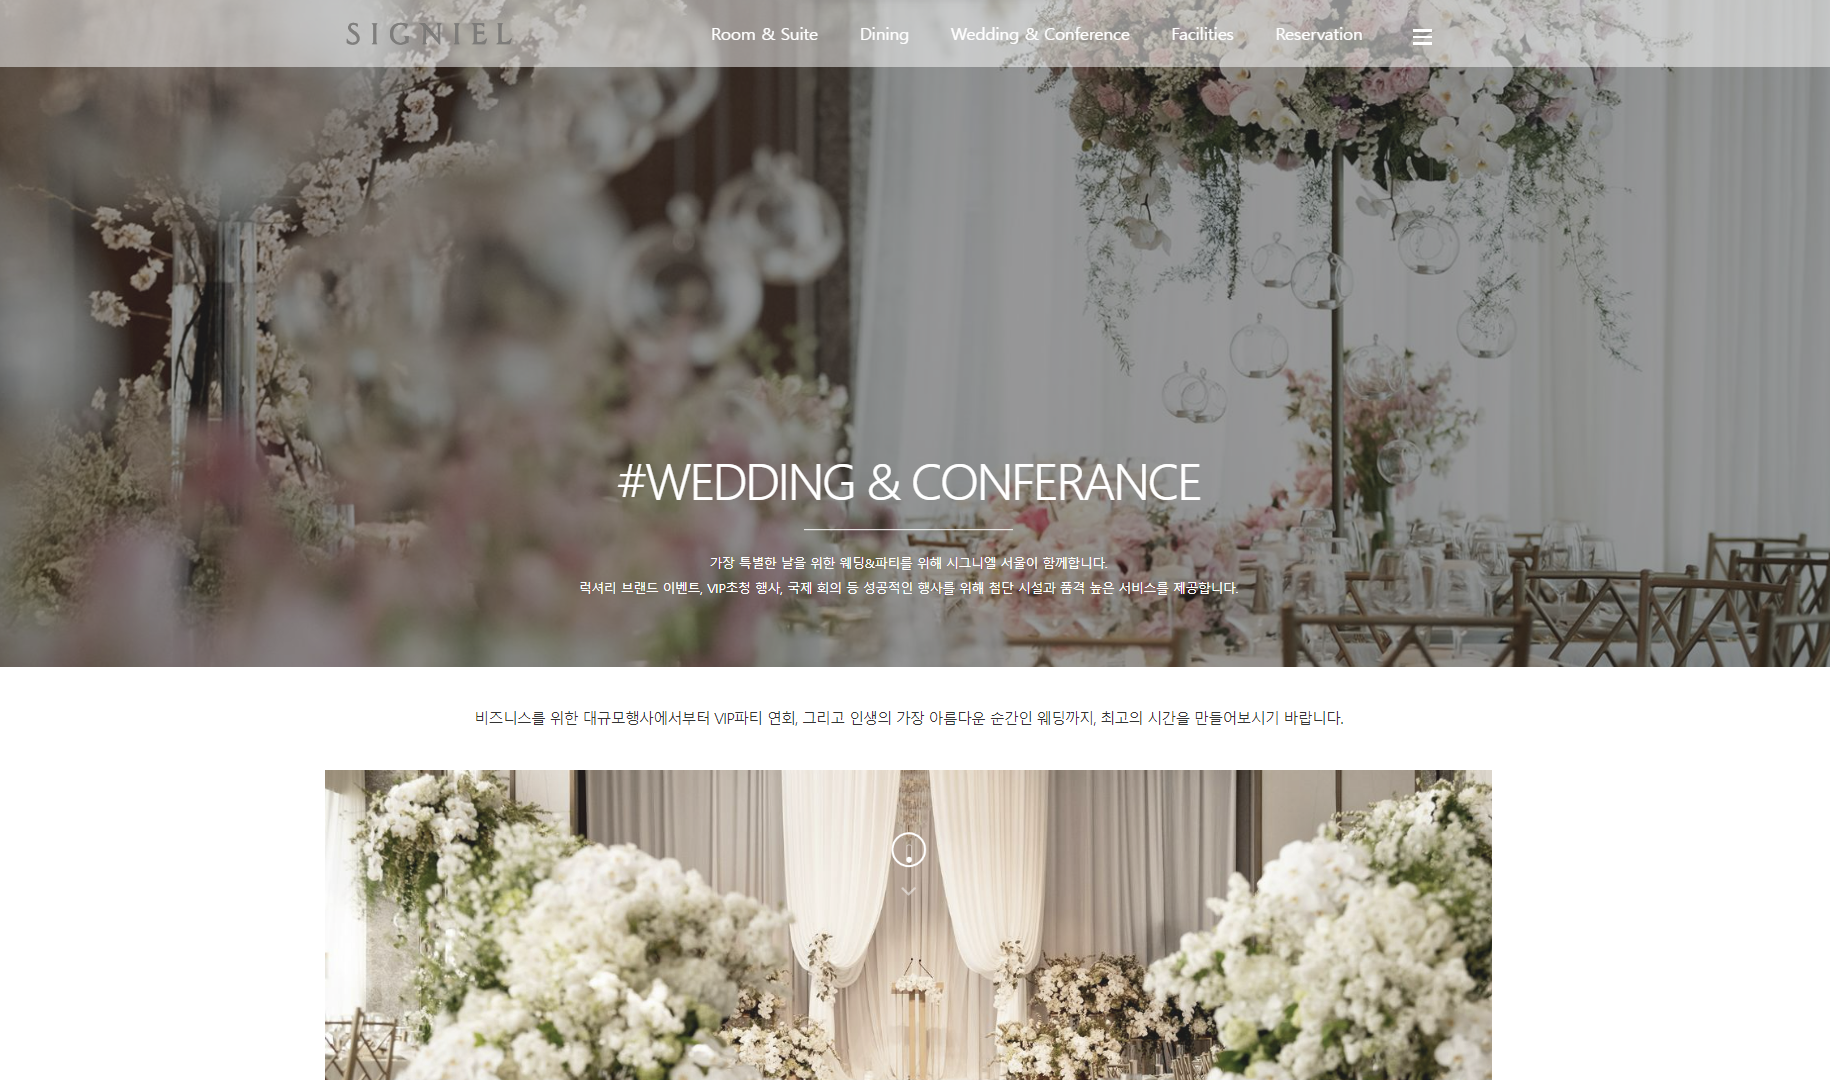 SIGNIEL
Room & Suite
Dining
Wedding & Conference
Facilities
Reservation
#WEDDING & CONFERANCE
가장 특별한 날을 위한 웨딩&파티를 위해 시그니엘 서울이 함께합니다.
럭셔리 브랜드 이벤트, VIP초청 행사, 국제 회의 등 성공적인 행사를 위해 첨단 시설과 품격 높은 서비스를 제공합니다.
비즈니스를 위한 대규모행사에서부터 VIP파티 연회, 그리고 인생의 가장 아름다운 순간인 웨딩까지, 최고의 시간을 만들어보시기 바랍니다.